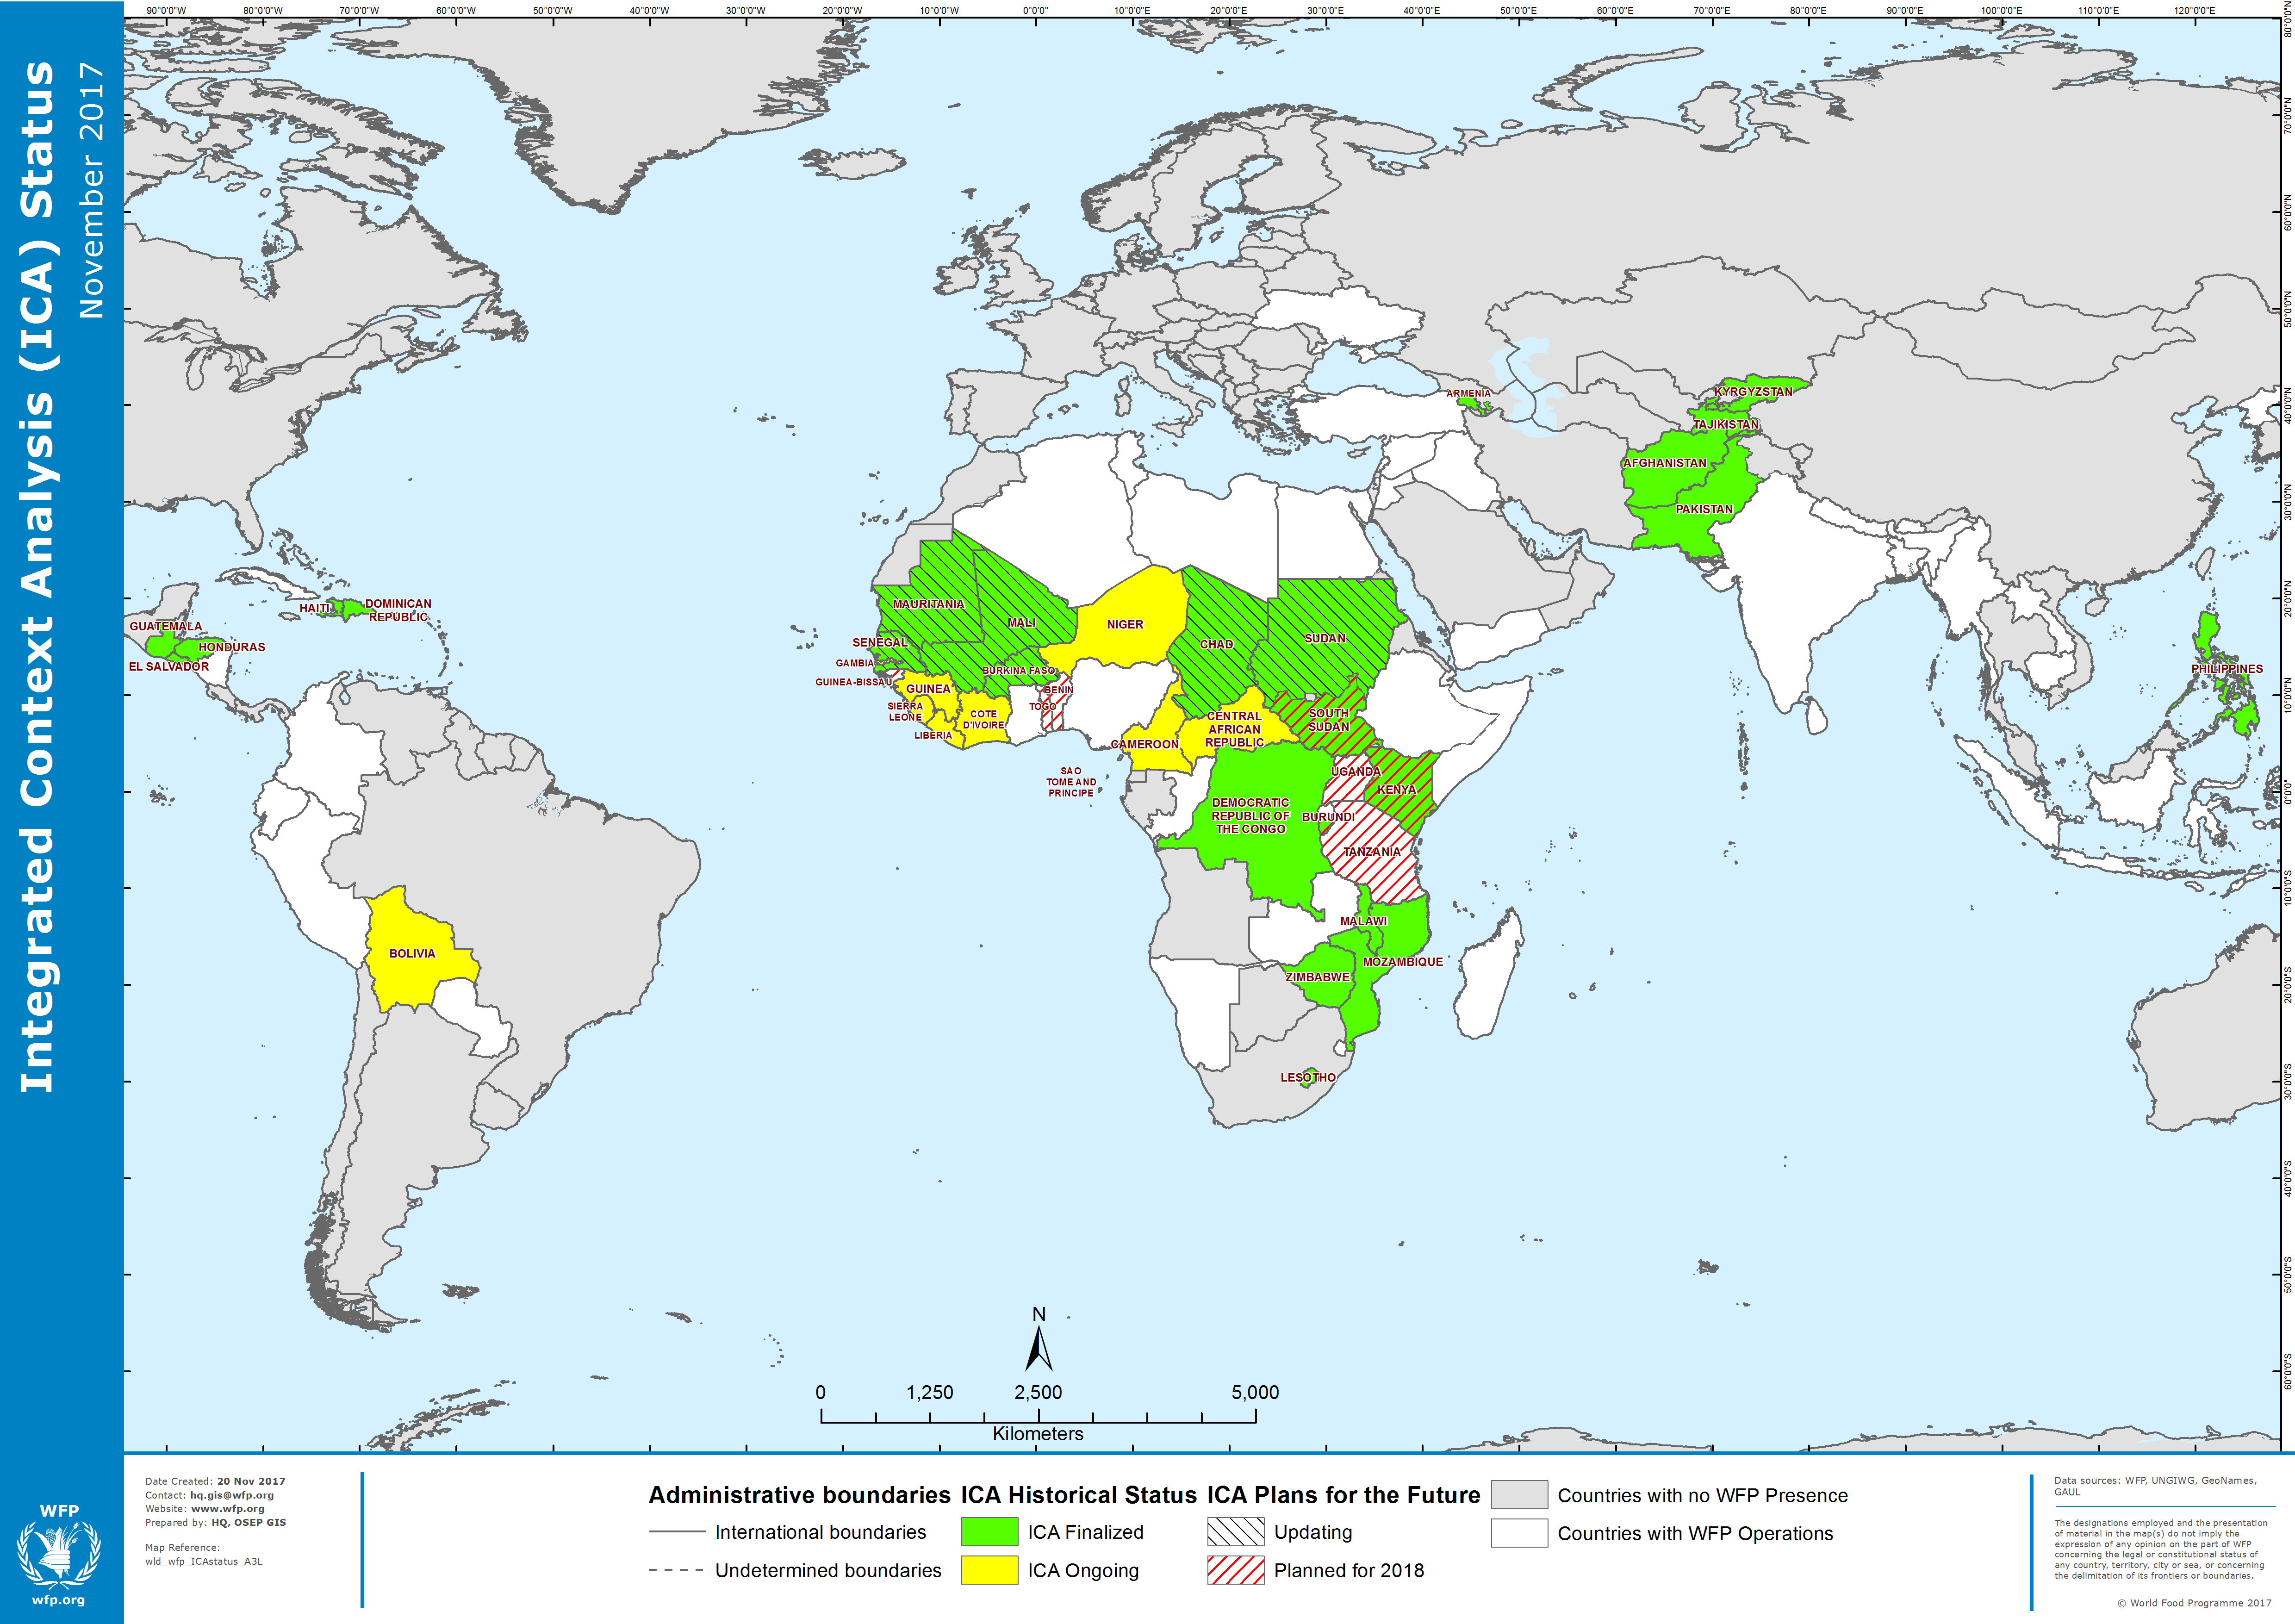 Integrated Context Analysis (ICA) Status
November 2017
90°0'0"W 80°0'0"W 70°0'0"W 60°0'0"W 50°0'0"W 40°0'0"W 30°0'0"W 20°0'0"W 10°0'0"W 0°0'0" 10°0'0"E 20°0'0"E 30°0'0"E 40°0'0"E 50°0'0"E 60°0'0"E 70°0'0"E 80°0'0"E 90°0'0"E 100°0'0"E 110°0'0"E 120°0'0"E
80°0'0"N
70°0'0"N
60°0'0"N
50°0'0"N
40°0'0"N
30°0'0"N
20°0'0"N
10°0'0"N
0°0'0"
10°0'0"S
20°0'0"S
30°0'0"S
40°0'0"S
50°0'0"S
60°0'0"S
ARMENIA
KYRGYZSTAN
TAJIKISTAN
AFGHANISTAN
PAKISTAN
HAITI
DOMINICAN
REPUBLIC
GUATEMALA
HONDURAS
EL SALVADOR
MAURITANIA
MALI
NIGER
CHAD
SUDAN
SENEGAL
GAMBIA
GUINEA-BISSAU
BURKINA FASO
GUINEA
BENIN
TOGO
SIERRA
LEONE
COTE
D'IVOIRE
LIBERIA
CAMEROON
CENTRAL
AFRICAN
REPUBLIC
SOUTH
SUDAN
PHILIPPINES
SAO
TOME AND
PRINCIPE
UGANDA
KENYA
DEMOCRATIC
REPUBLIC OF
THE CONGO
BURUNDI
TANZANIA
MALAWI
MOZAMBIQUE
ZIMBABWE
BOLIVIA
LESOTHO
N
0 1,250 2,500 5,000
Kilometers
WFP
wfp.org
Date Created: 20 Nov 2017
Contact: hq.gis@wfp.org
Website: www.wfp.org
Prepared by: HQ, OSEP GIS
Map Reference:
wld_wfp_ICAstatus_A3L
Administrative boundaries
International boundaries
Undetermined boundaries
ICA Historical Status
ICA Finalized
ICA Ongoing
ICA Plans for the Future
Updating
Planned for 2018
Countries with no WFP Presence
Countries with WFP Operations
Data sources: WFP, UNGIWG, GeoNames,
GAUL
The designations employed and the presentation
of material in the map(s) do not imply the
expression of any opinion on the part of WFP
concerning the legal or constitutional status of
any country, territory, city or sea, or concerning
the delimitation of its frontiers or boundaries.
© World Food Programme 2017